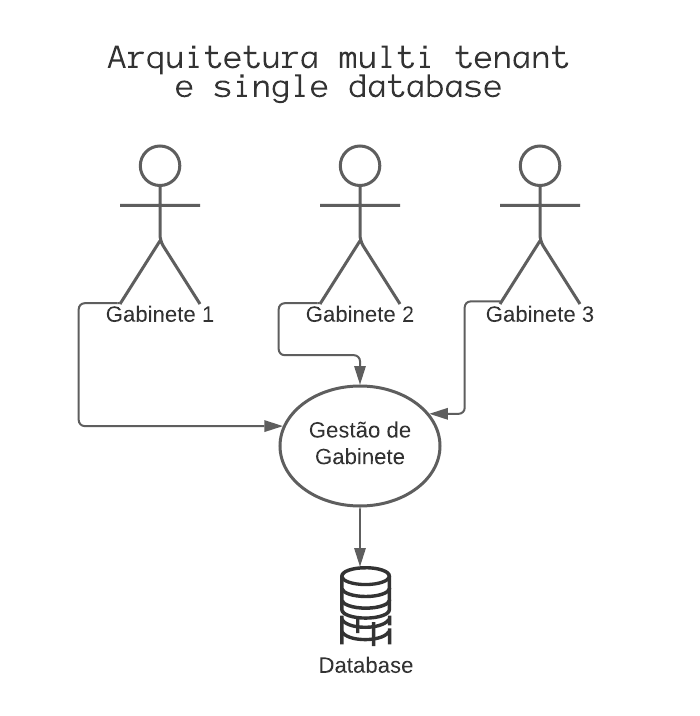 Arquitetura multi tenant
e single database
Gabinete 1
Gabinete 2
Gabinete 3
Gestão de
Gabinete
Database